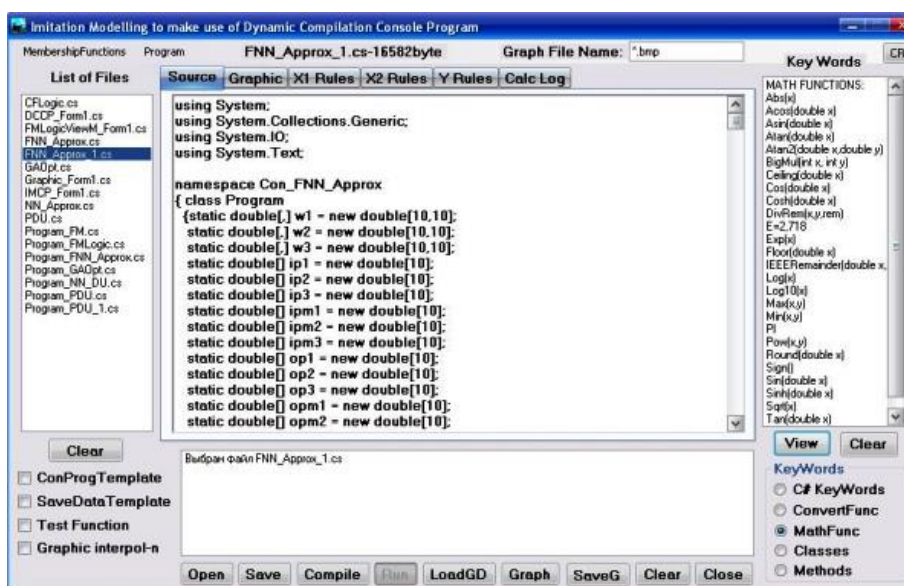 Imitation Modelling to make use of Dynamic Compilation Console Program
MembershipFunctions Program FNN_Approx_1.cs-16582byte Graph File Name: *.bmp
Key Words
List of Files
Source Graphic X1 Rules X2 Rules Y Rules Calc Log
CFLogic.cs
DCCP_Form1.cs
FMLogicViewM_Form1.cs
FNN_Approx.cs
FNN_Approx_1.cs
GAOpt.cs
Graphic_Form1.cs
IMCP_Form1.cs
NN_Approx.cs
PDU.cs
Program_FM.cs
Program_FMLogic.cs
Program_FNN_Approx.cs
Program_GAOpt.cs
Program_NN_DU.cs
Program_PDU.cs
Program_PDU_1.cs
using System;
using System.Collections.Generic;
using System.IO;
using System.Text;
namespace Con_FNN_Approx
{ class Program
{static double[,] w1 = new double[10,10];
static double[,] w2 = new double[10,10];
static double[,] w3 = new double[10,10];
static double[] ip1 = new double[10];
static double[] ip2 = new double[10];
static double[] ip3 = new double[10];
static double[] ipm1 = new double[10];
static double[] ipm2 = new double[10];
static double[] ipm3 = new double[10];
static double[] op1 = new double[10];
static double[] op2 = new double[10];
static double[] op3 = new double[10];
static double[] opm1 = new double[10];
static double[] opm2 = new double[10];
MATH FUNCTIONS:
Abs(x)
Acos(double x)
Asin(double x)
Atan(double x)
Atan2(double x,double y)
BigMul(int x, int y)
Ceiling(double x)
Cos(double x)
Cosh(double x)
DivRem(x,y,rem)
E=2,718
Exp(x)
Floor(double x)
IEEERemainder(double x,
Log(x)
Log10(x)
Max(x,y)
Min(x,y)
PI
Pow(x,y)
Round(double x)
Sign()
Sin(double x)
Sinh(double x)
Sqrt(x)
Tan(double x)
Clear
ConProgTemplate
SaveDataTemplate
Test Function
Graphic interpol-n
Выбран файл FNN_Approx_1.cs
View Clear
KeyWords
C# KeyWords
ConvertFunc
MathFunc
Classes
Methods
Open Save Compile Run LoadGD Graph SaveG Clear Close